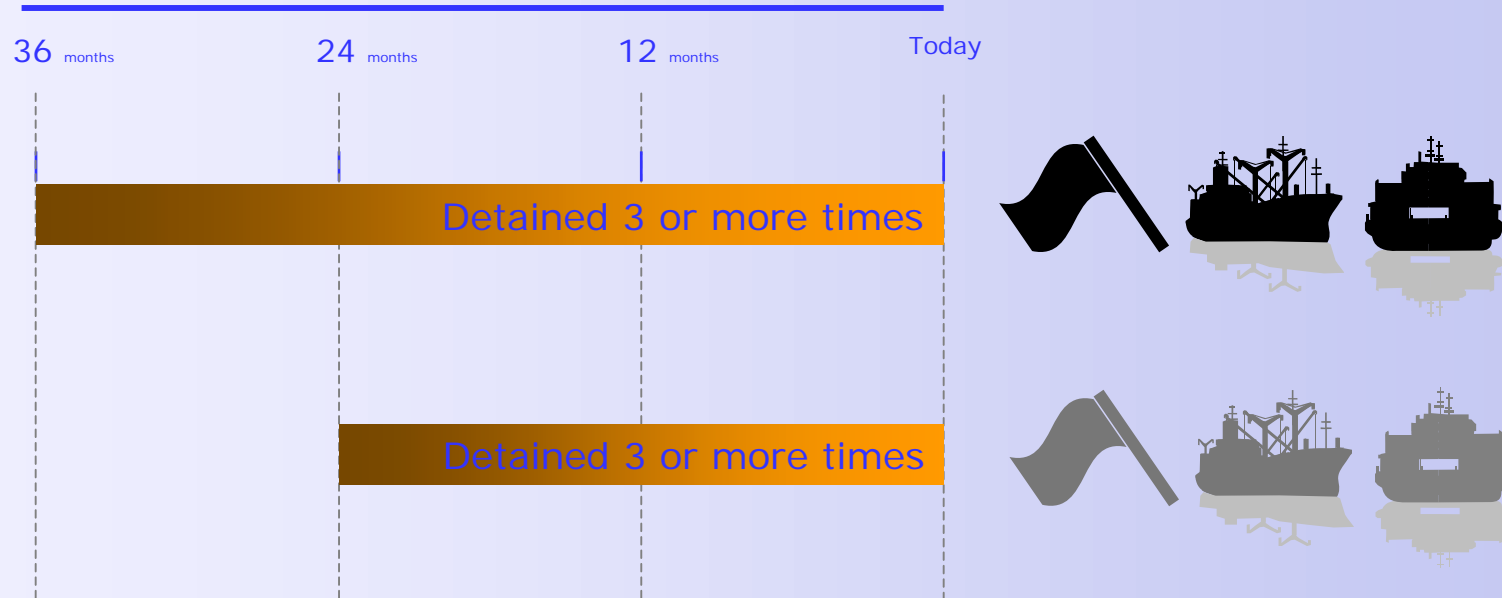 36 months 24 months 12 months Today
Detained 3 or more times
Detained 3 or more times